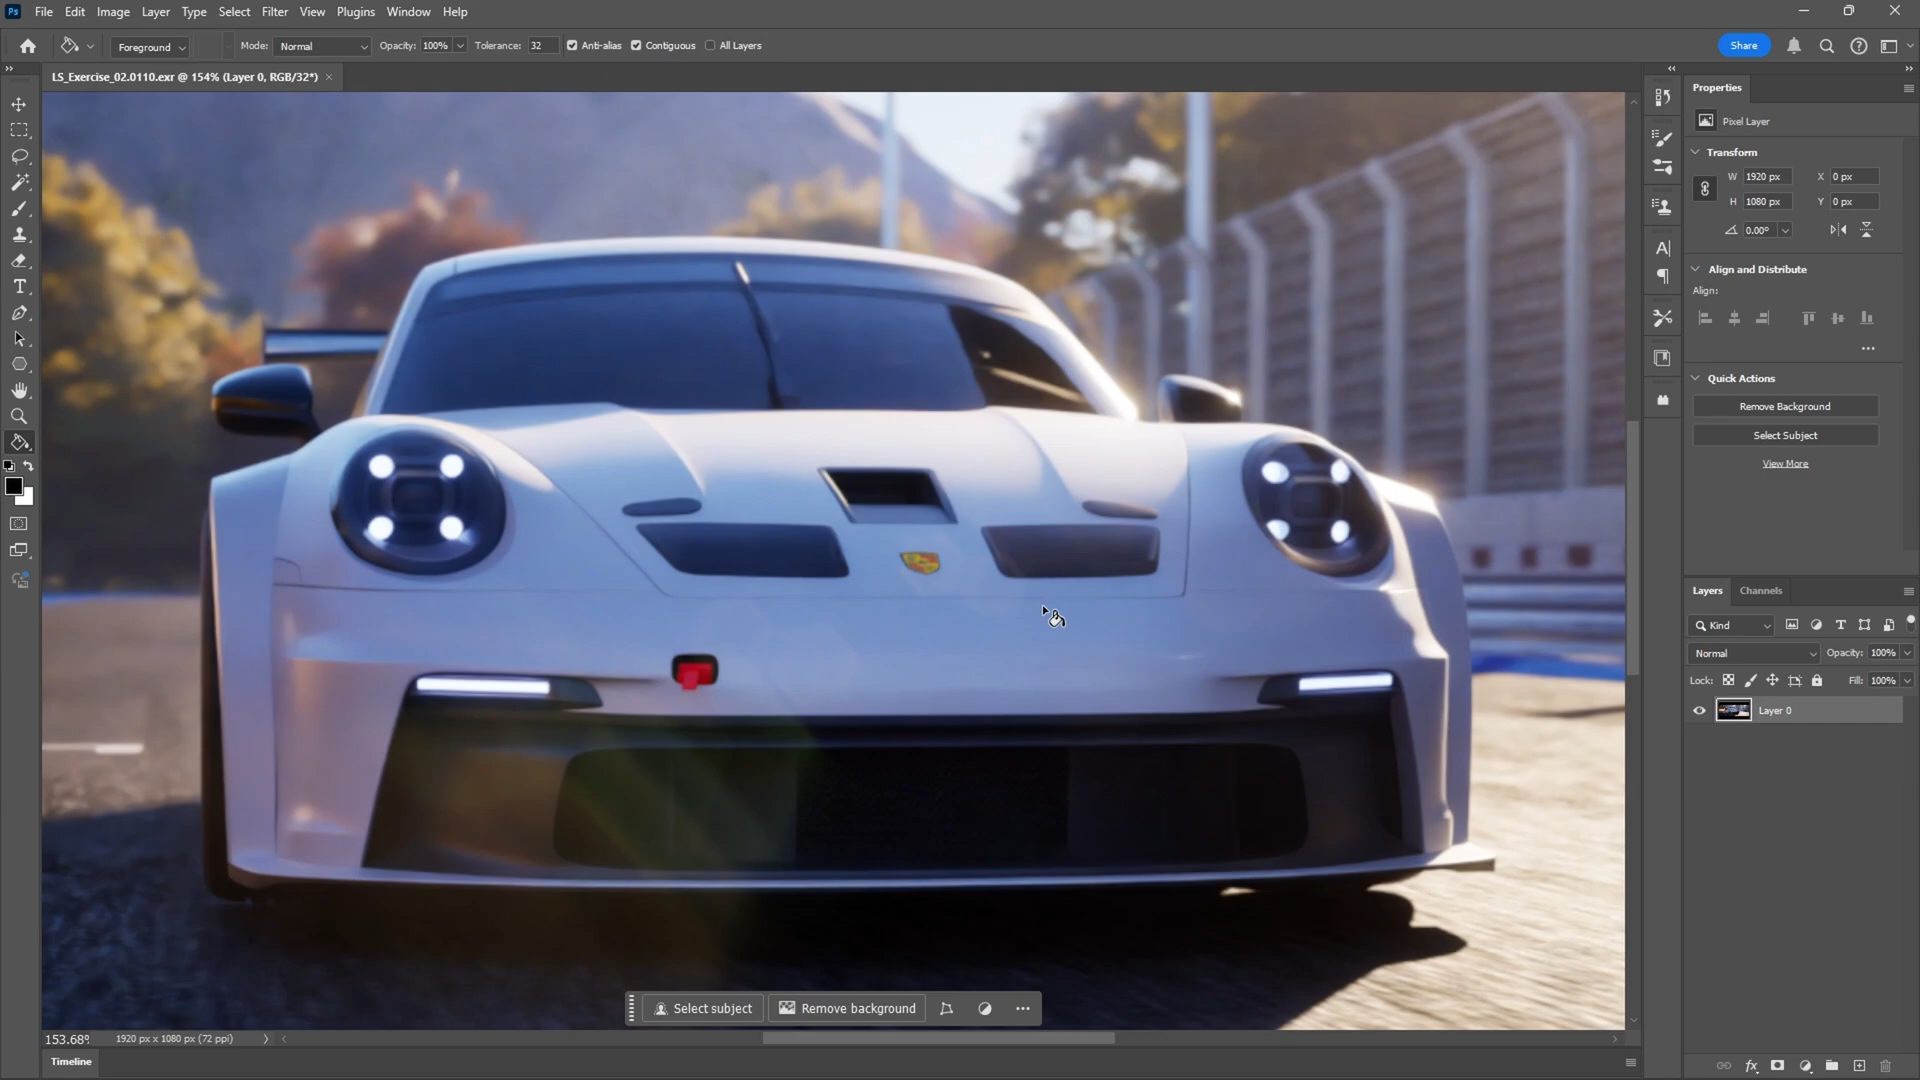 Ps File Edit Image Layer Type Select Filter View Plugins Window Help
Foreground Mode: Normal Opacity: 100% Tolerance: 32 Anti-alias Contiguous All Layers Share
LS_Exercise_02.0110.exr @ 154% (Layer 0, RGB/32*) ×
Properties
Pixel Layer
Transform
W 1920 px X 0 px
H 1080 px Y 0 px
0.00°
Align and Distribute
Align:
Quick Actions
Remove Background
Select Subject
View More
Layers Channels
Kind
Normal Opacity: 100%
Lock: Fill: 100%
Layer 0
Select subject Remove background
153.68% 1920 px x 1080 px (72 ppi)
Timeline